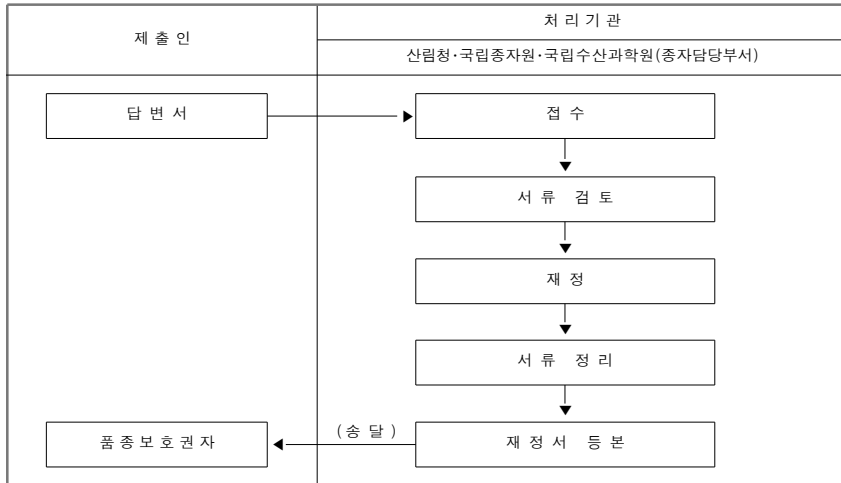 제 출 인
처 리 기 관
산림청·국립종자원·국립수산과학원(종자담당부서)
답 변 서
접 수
서 류 검 토
재 정
서 류 정 리
품 종 보 호 권 자
( 송 달 )
재 정 서 등 본